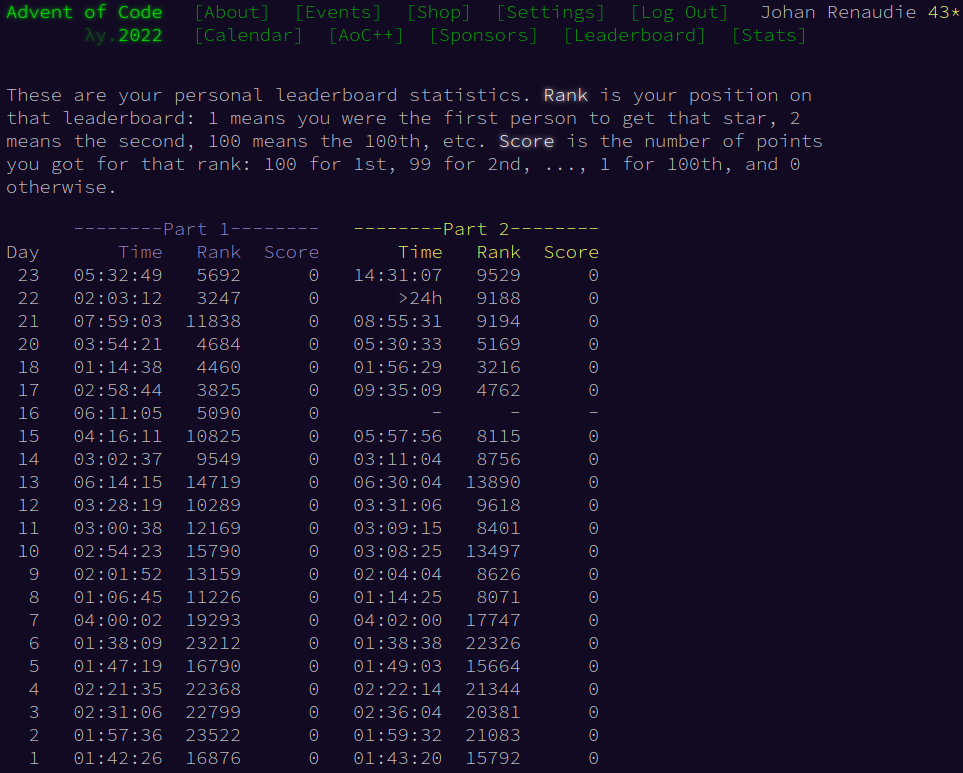 Advent of Code [About] [Events] [Shop] [Settings] [Log Out] Johan Renaudie 43*
λy.2022 [Calendar] [AoC++] [Sponsors] [Leaderboard] [Stats]
These are your personal leaderboard statistics. Rank is your position on
that leaderboard: 1 means you were the first person to get that star, 2
means the second, 100 means the 100th, etc. Score is the number of points
you got for that rank: 100 for 1st, 99 for 2nd, ..., 1 for 100th, and 0
otherwise.
--------Part 1-------- --------Part 2--------
Day Time Rank Score Time Rank Score
23 05:32:49 5692 0 14:31:07 9529 0
22 02:03:12 3247 0 >24h 9188 0
21 07:59:03 11838 0 08:55:31 9194 0
20 03:54:21 4684 0 05:30:33 5169 0
18 01:14:38 4460 0 01:56:29 3216 0
17 02:58:44 3825 0 09:35:09 4762 0
16 06:11:05 5090 0 - - -
15 04:16:11 10825 0 05:57:56 8115 0
14 03:02:37 9549 0 03:11:04 8756 0
13 06:14:15 14719 0 06:30:04 13890 0
12 03:28:19 10289 0 03:31:06 9618 0
11 03:00:38 12169 0 03:09:15 8401 0
10 02:54:23 15790 0 03:08:25 13497 0
9 02:01:52 13159 0 02:04:04 8626 0
8 01:06:45 11226 0 01:14:25 8071 0
7 04:00:02 19293 0 04:02:00 17747 0
6 01:38:09 23212 0 01:38:38 22326 0
5 01:47:19 16790 0 01:49:03 15664 0
4 02:21:35 22368 0 02:22:14 21344 0
3 02:31:06 22799 0 02:36:04 20381 0
2 01:57:36 23522 0 01:59:32 21083 0
1 01:42:26 16876 0 01:43:20 15792 0